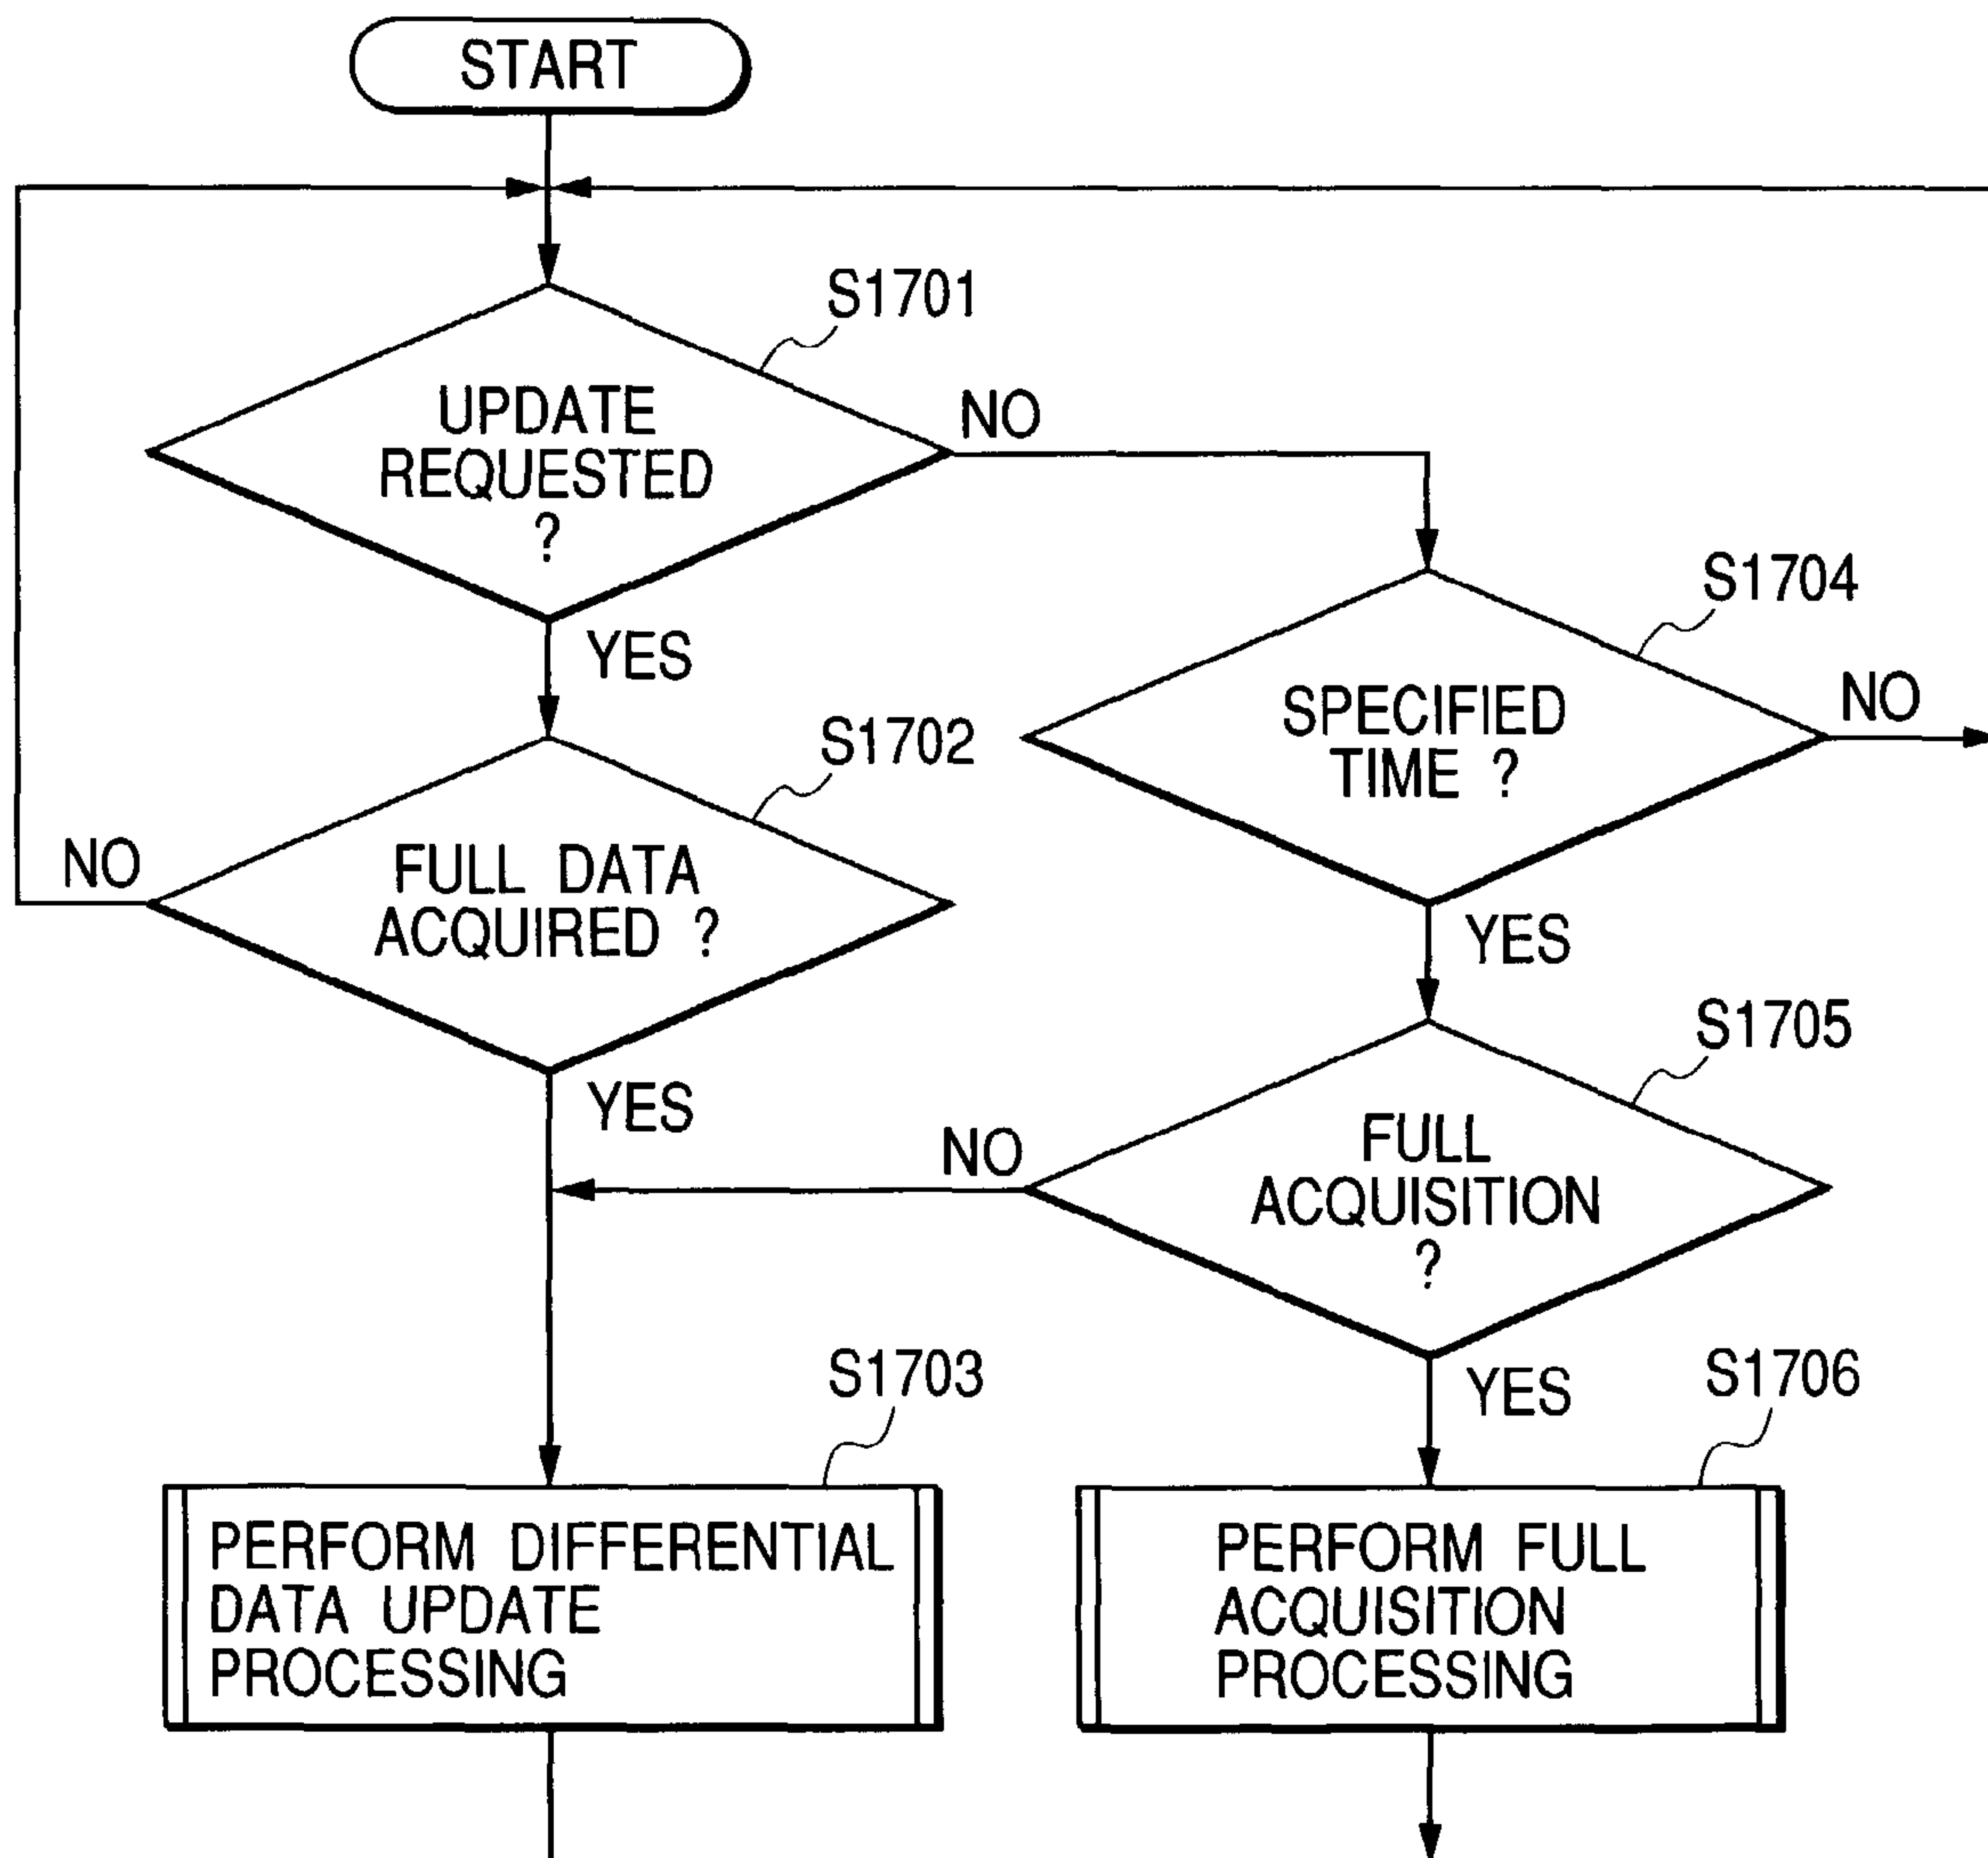 START
S1701
UPDATE
REQUESTED
?
NO
YES
S1704
SPECIFIED
TIME ?
NO
YES
S1702
FULL DATA
ACQUIRED ?
NO
YES
S1705
FULL
ACQUISITION
?
NO
YES
S1703
PERFORM DIFFERENTIAL
DATA UPDATE
PROCESSING
S1706
PERFORM FULL
ACQUISITION
PROCESSING